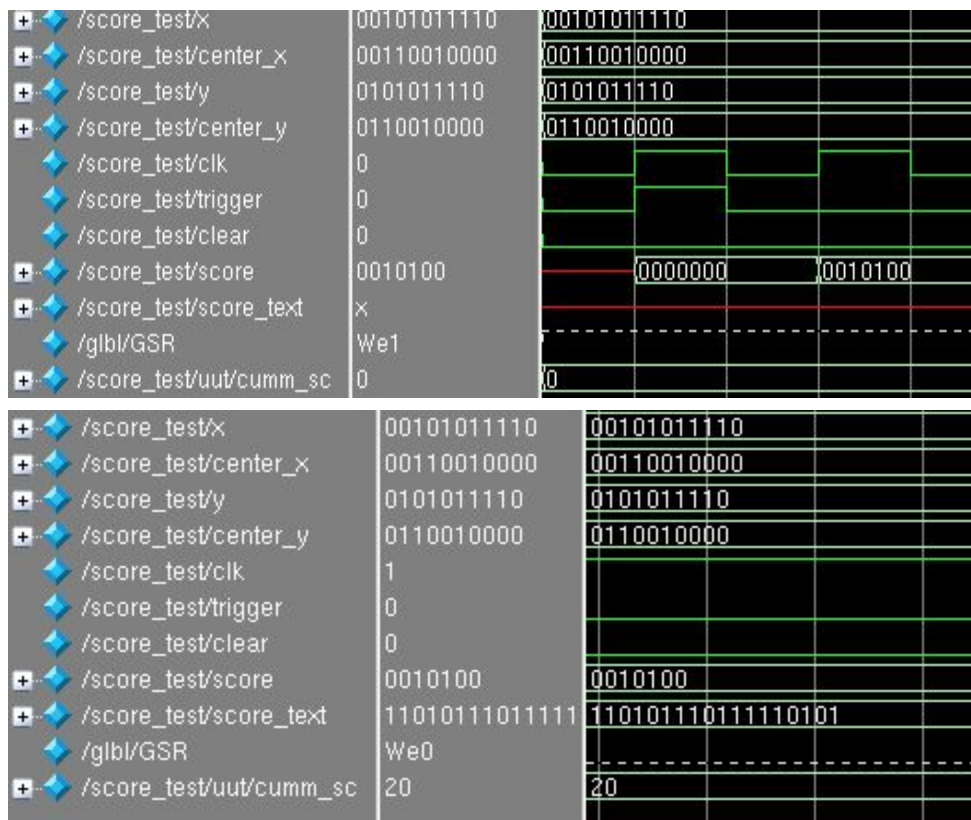 /score_test/x 00101011110 00101011110
/score_test/center_x 00110010000 00110010000
/score_test/y 0101011110 0101011110
/score_test/center_y 0110010000 0110010000
/score_test/clk 0
/score_test/trigger 0
/score_test/clear 0
/score_test/score 0010100 0000000 0010100
/score_test/score_text x
/glbl/GSR We1
/score_test/uut/cumm_sc 0 0
/score_test/x 00101011110 00101011110
/score_test/center_x 00110010000 00110010000
/score_test/y 0101011110 0101011110
/score_test/center_y 0110010000 0110010000
/score_test/clk 1
/score_test/trigger 0
/score_test/clear 0
/score_test/score 0010100 0010100
/score_test/score_text 11010111011111 110101110111110101
/glbl/GSR We0
/score_test/uut/cumm_sc 20 20